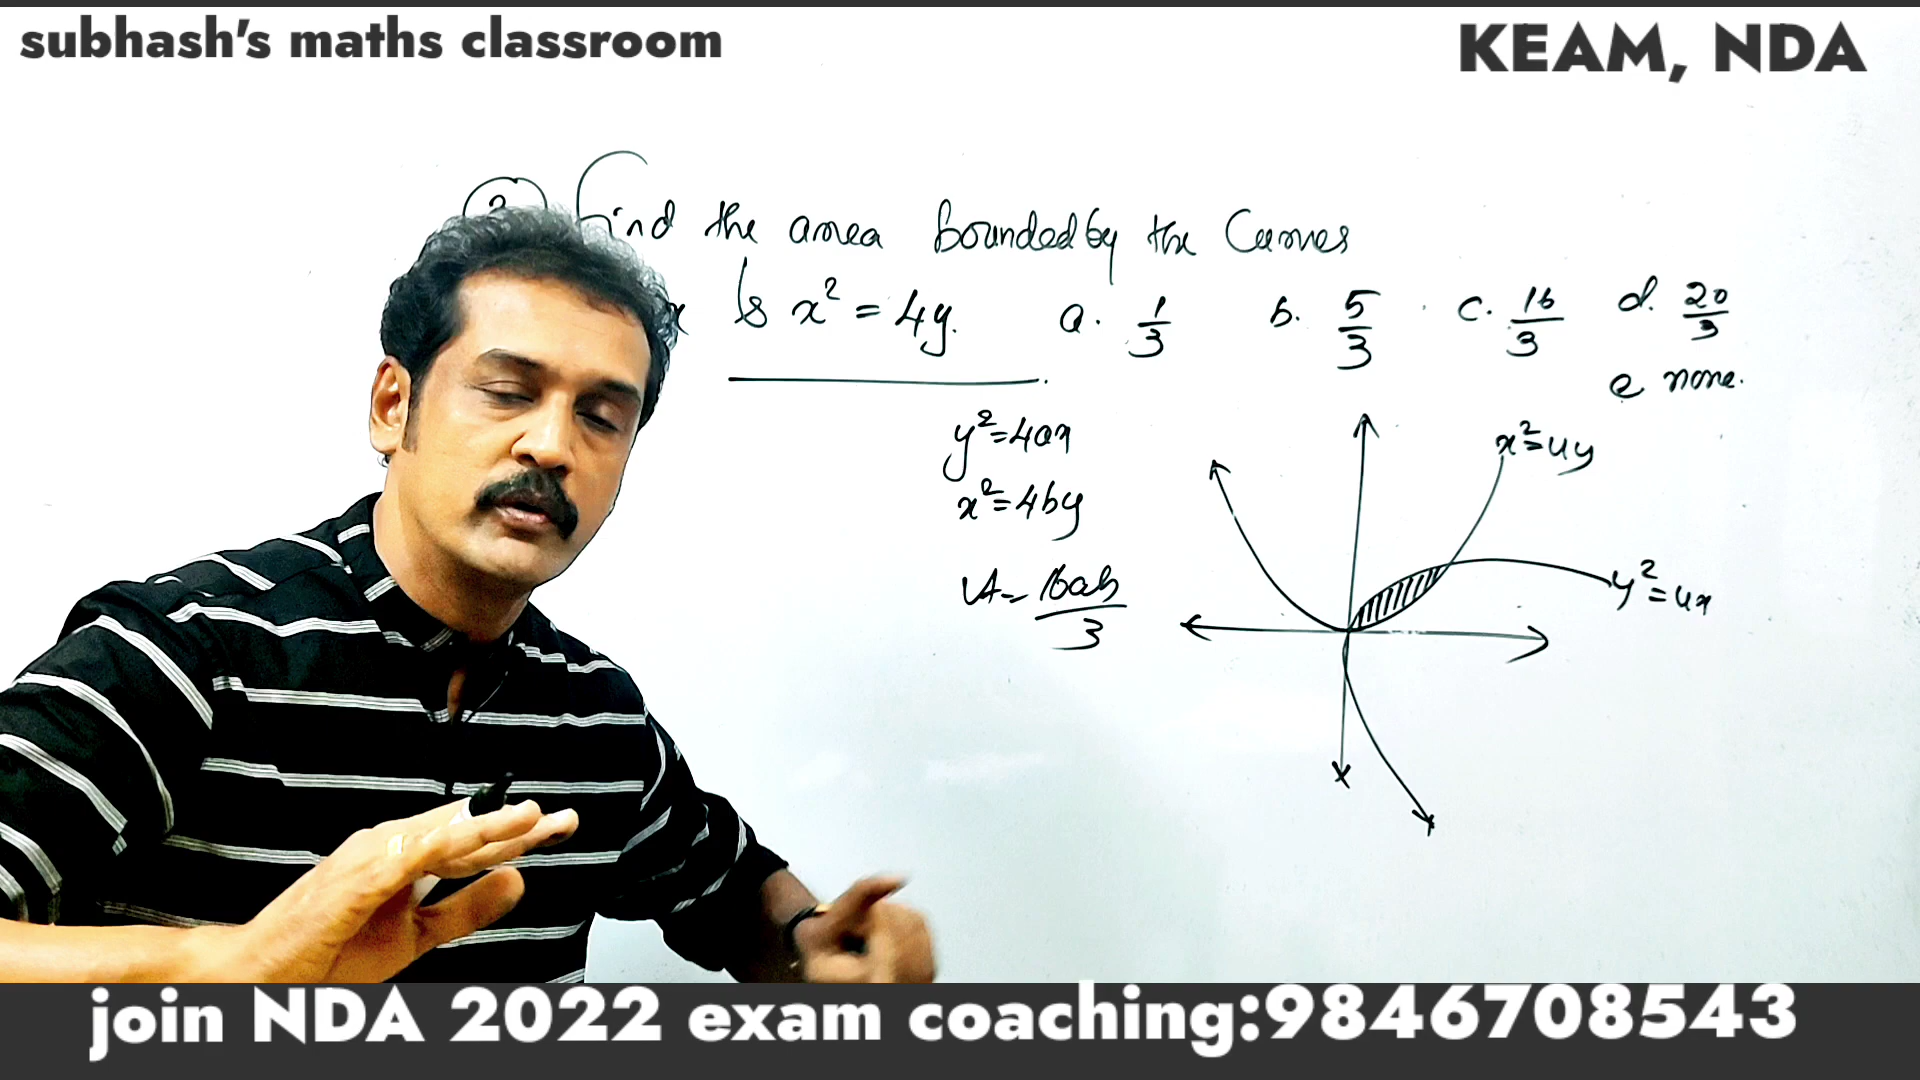 subhash's maths classroom
KEAM, NDA
Find the area bounded by the Curves
x & x² = 4y. a. 1/3 b. 5/3 c. 16/3 d. 20/3
e none.
y²=4ax
x²=4by
A= 16ab/3
x²=4y
y²=4x
join NDA 2022 exam coaching:9846708543